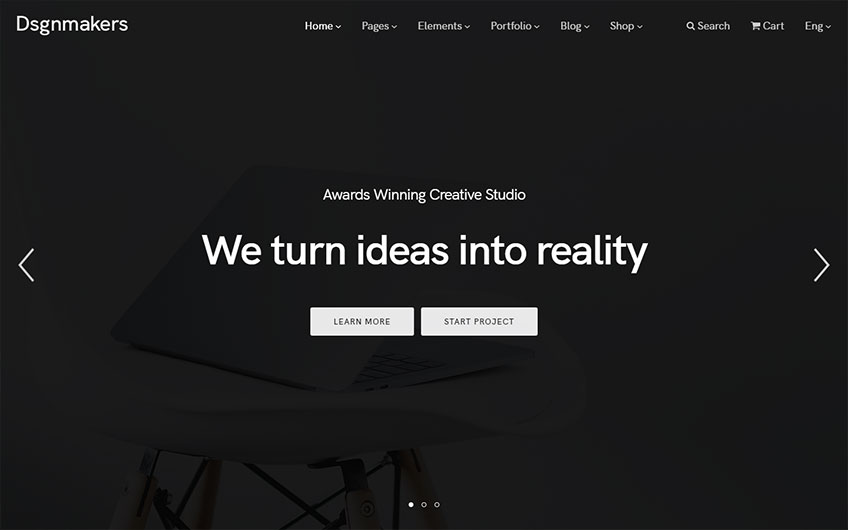 Dsgnmakers
Home Pages Elements Portfolio Blog Shop Search Cart Eng
Awards Winning Creative Studio
We turn ideas into reality
LEARN MORE START PROJECT